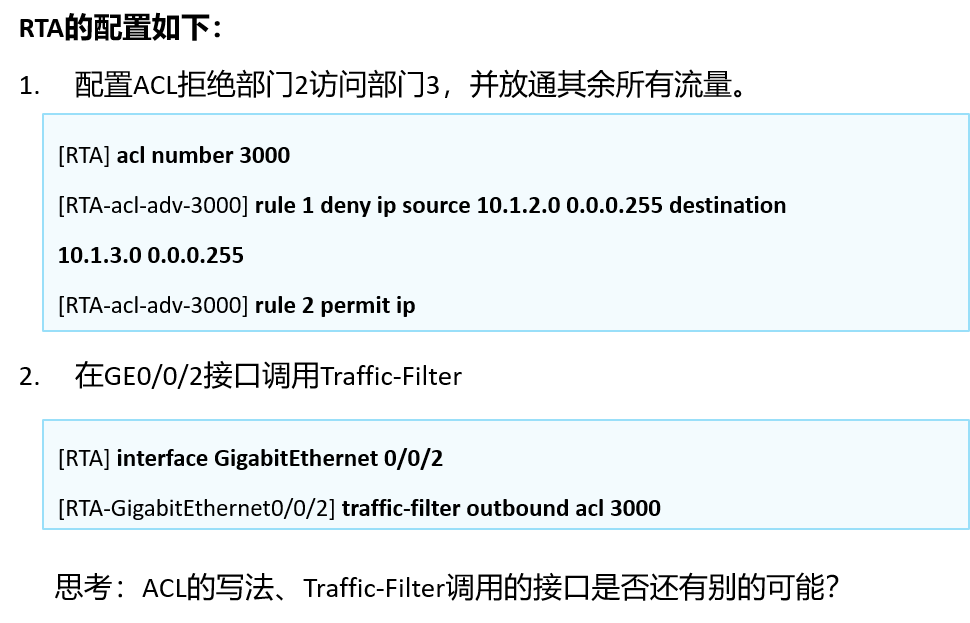 RTA的配置如下：
1. 配置ACL拒绝部门2访问部门3，并放通其余所有流量。
[RTA] acl number 3000
[RTA-acl-adv-3000] rule 1 deny ip source 10.1.2.0 0.0.0.255 destination
10.1.3.0 0.0.0.255
[RTA-acl-adv-3000] rule 2 permit ip
2. 在GE0/0/2接口调用Traffic-Filter
[RTA] interface GigabitEthernet 0/0/2
[RTA-GigabitEthernet0/0/2] traffic-filter outbound acl 3000
思考：ACL的写法、Traffic-Filter调用的接口是否还有别的可能？